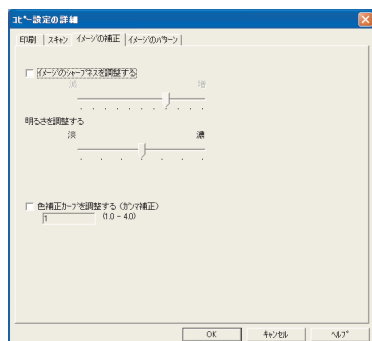 ｺﾋﾟｰ設定の詳細
印刷 スキャン イメージの補正 イメージのパターン
イメージのシャープネスを調整する
減 増
明るさを調整する
淡 濃
色補正カーブを調整する (ガンマ補正)
1 (1.0 - 4.0)
OK ｷｬﾝｾﾙ ﾍﾙﾌﾟ